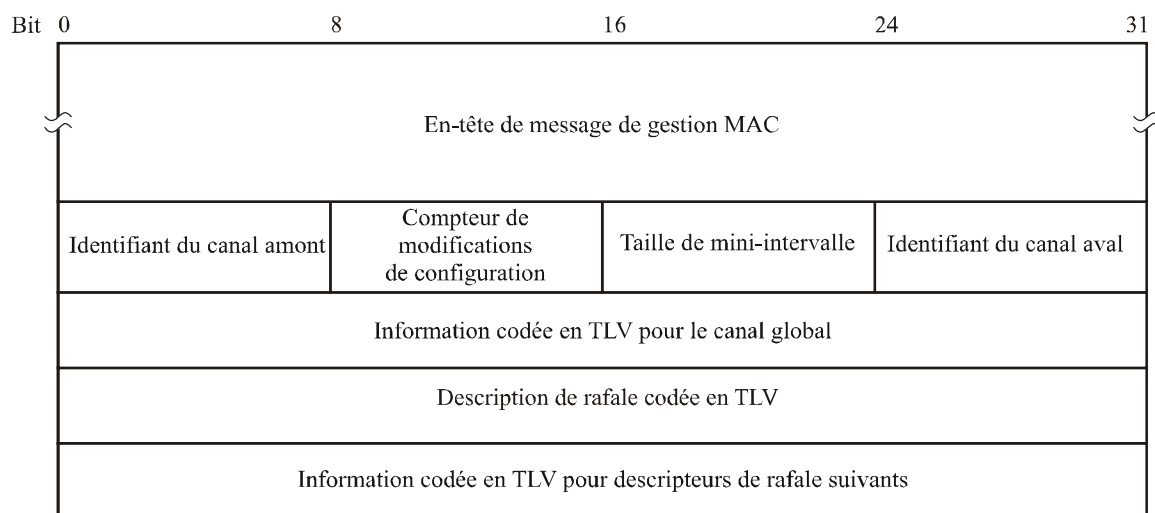 Bit 0 8 16 24 31
En-tête de message de gestion MAC
Identifiant du canal amont
Compteur de
modifications
de configuration
Taille de mini-intervalle
Identifiant du canal aval
Information codée en TLV pour le canal global
Description de rafale codée en TLV
Information codée en TLV pour descripteurs de rafale suivants